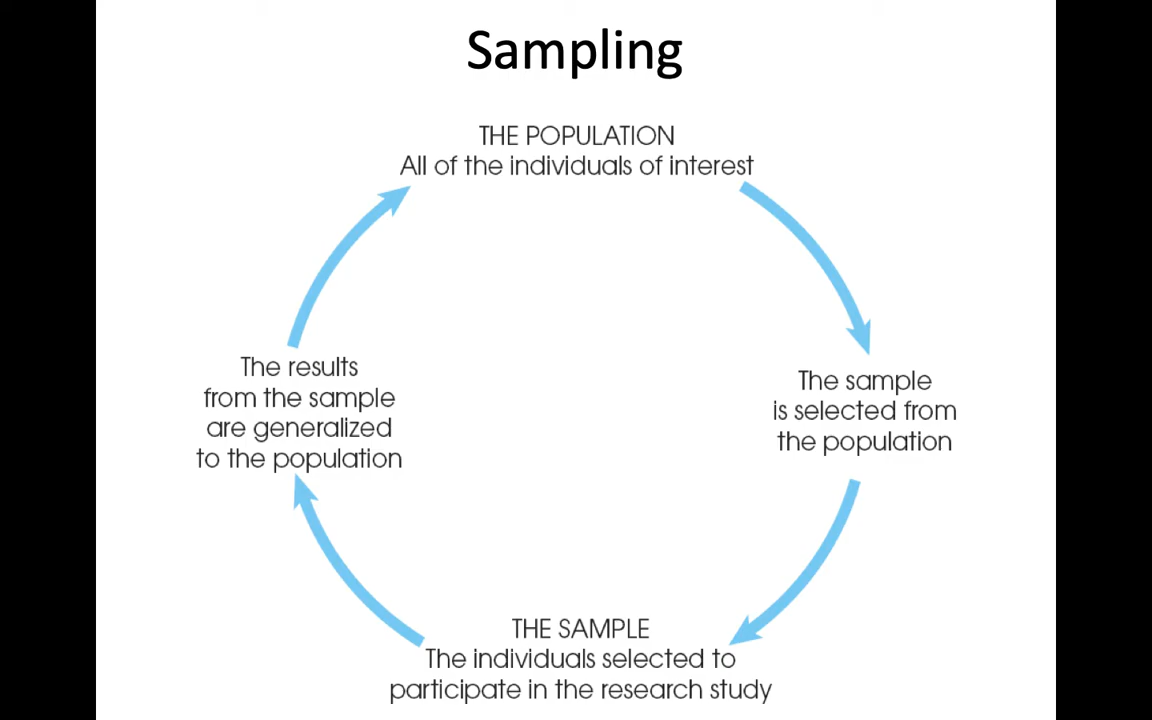 Sampling
THE POPULATION
All of the individuals of interest
The sample
is selected from
the population
THE SAMPLE
The individuals selected to
participate in the research study
The results
from the sample
are generalized
to the population